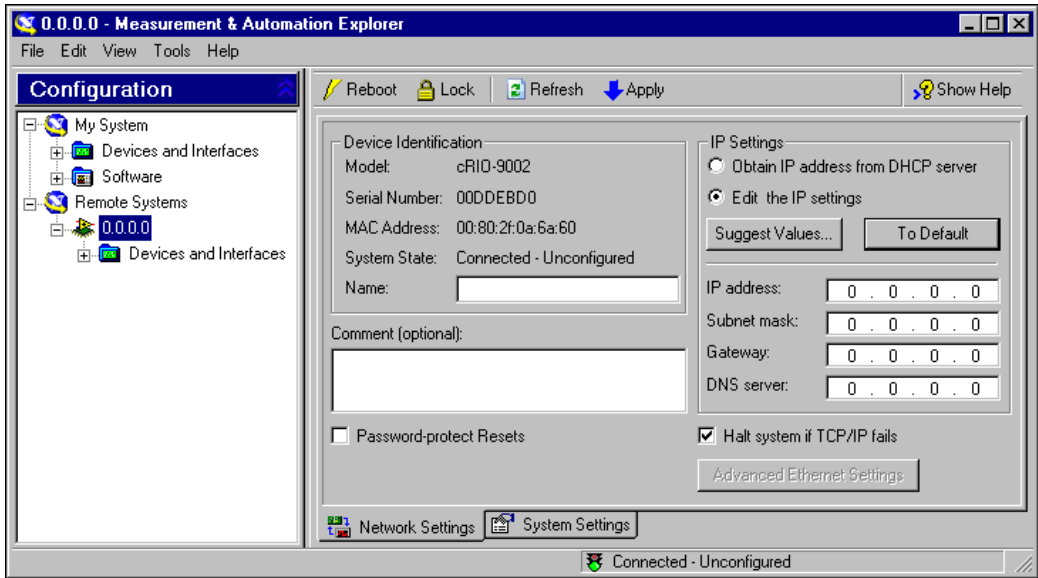 0.0.0.0 - Measurement & Automation Explorer
File Edit View Tools Help
Configuration
Reboot Lock Refresh Apply Show Help
My System
Devices and Interfaces
Software
Remote Systems
0.0.0.0
Devices and Interfaces
Device Identification
Model: cRIO-9002
Serial Number: 00DDEBD0
MAC Address: 00:80:2f:0a:6a:60
System State: Connected - Unconfigured
Name:
Comment (optional):
Password-protect Resets
IP Settings
Obtain IP address from DHCP server
Edit the IP settings
Suggest Values... To Default
IP address: 0 . 0 . 0 . 0
Subnet mask: 0 . 0 . 0 . 0
Gateway: 0 . 0 . 0 . 0
DNS server: 0 . 0 . 0 . 0
Halt system if TCP/IP fails
Advanced Ethernet Settings
Network Settings System Settings
Connected - Unconfigured